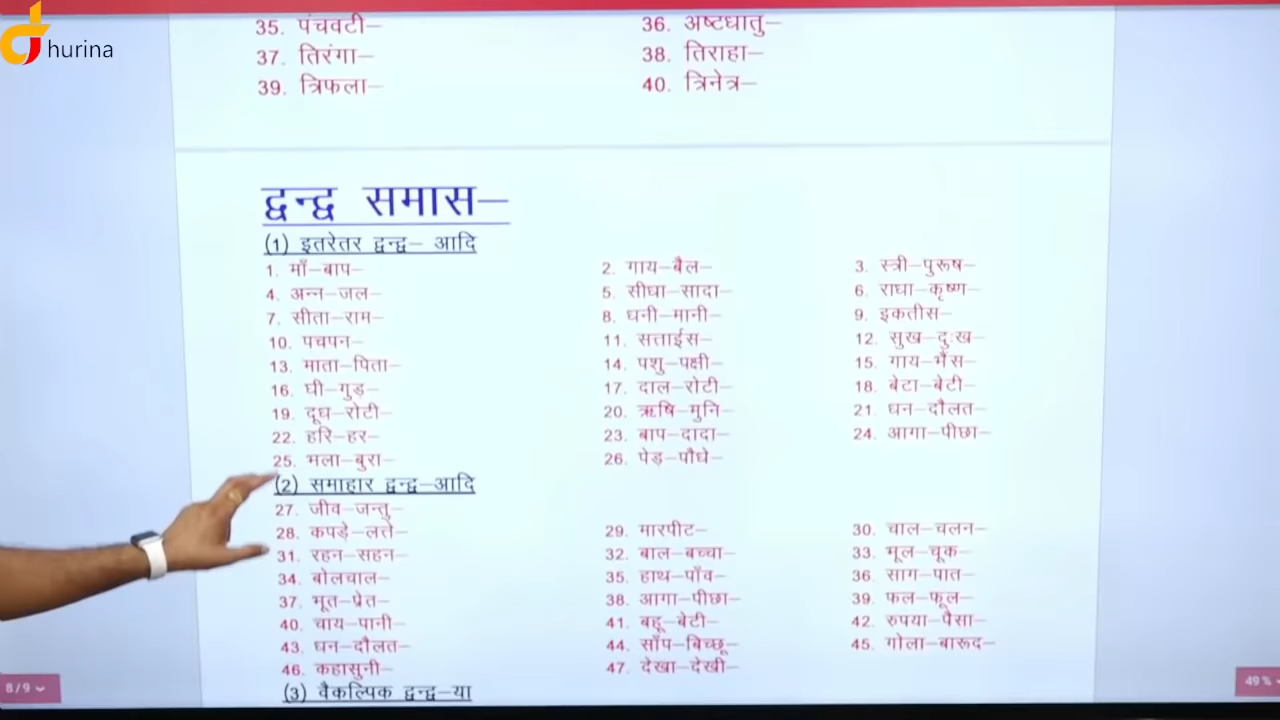 hurina
35. पंचवटी– 36. अष्टधातु–
37. तिरंगा– 38. तिराहा–
39. त्रिफला– 40. त्रिनेत्र–
द्वन्द्व समास–
(1) इतरेतर द्वन्द्व– आदि
1. माँ–बाप– 2. गाय–बैल– 3. स्त्री–पुरूष–
4. अन्न–जल– 5. सीधा–सादा– 6. राधा–कृष्ण–
7. सीता–राम– 8. धनी–मानी– 9. इकतीस–
10. पचपन– 11. सत्ताईस– 12. सुख–दुःख–
13. माता–पिता– 14. पशु–पक्षी– 15. गाय–भैंस–
16. घी–गुड़– 17. दाल–रोटी– 18. बेटा–बेटी–
19. दूध–रोटी– 20. ऋषि–मुनि– 21. धन–दौलत–
22. हरि–हर– 23. बाप–दादा– 24. आगा–पीछा–
25. भला–बुरा– 26. पेड़–पौधे–
(2) समाहार द्वन्द्व–आदि
27. जीव–जन्तु–
28. कपड़े–लत्ते– 29. मारपीट– 30. चाल–चलन–
31. रहन–सहन– 32. बाल–बच्चा– 33. भूल–चूक–
34. बोलचाल– 35. हाथ–पाँव– 36. साग–पात–
37. भूत–प्रेत– 38. आगा–पीछा– 39. फल–फूल–
40. चाय–पानी– 41. बहू–बेटी– 42. रुपया–पैसा–
43. धन–दौलत– 44. साँप–बिच्छू– 45. गोला–बारूद–
46. कहासुनी– 47. देखा–देखी–
(3) वैकल्पिक द्वन्द्व–या
8/9 49%